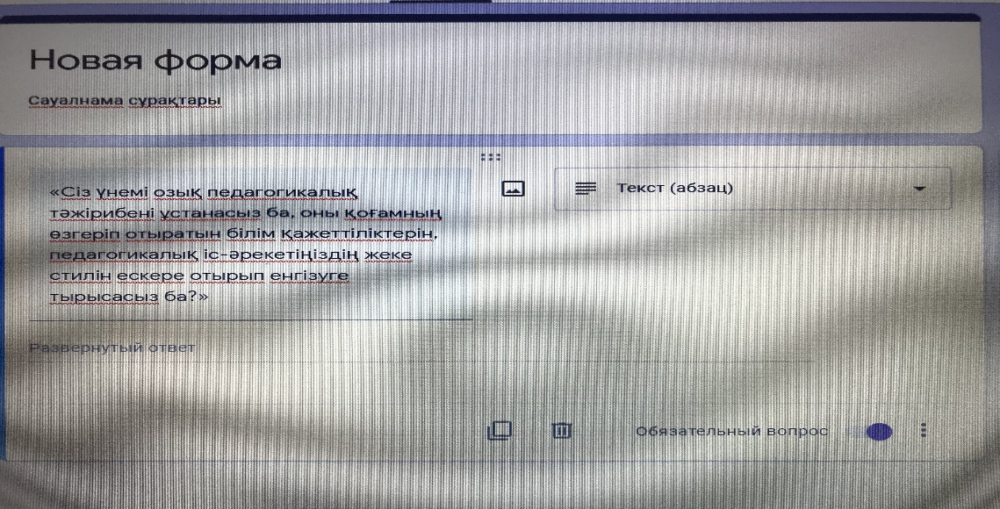 Новая форма
Сауалнама сұрақтары
«Сіз үнемі озық педагогикалық
Текст (абзац)
тәжірибені ұстанасыз ба, оны қоғамның
өзгеріп отыратын білім қажеттіліктерін,
педагогикалық іс-әрекетіңіздің жеке
стилін ескере отырып енгізуге
тырысасыз ба?»
Развернутый ответ
Обязательный вопрос